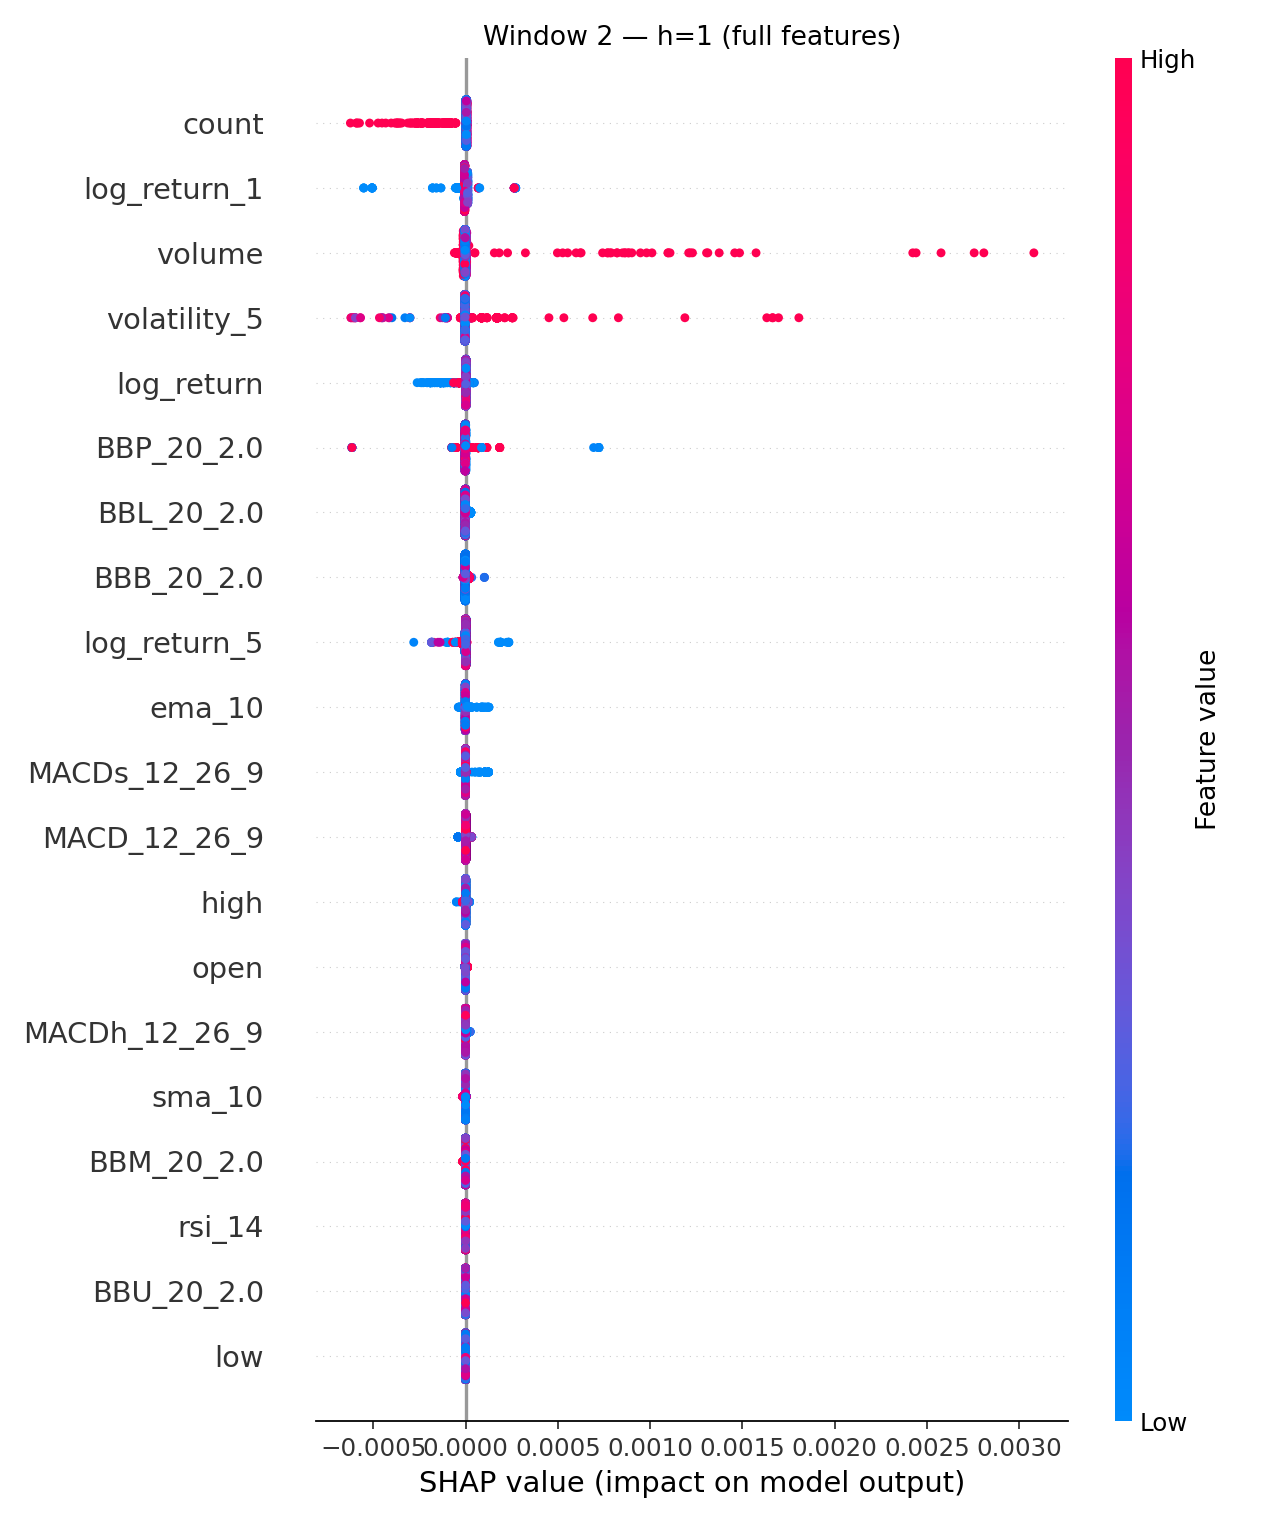 Window 2 — h=1 (full features)
High
count
log_return_1
volume
volatility_5
log_return
BBP_20_2.0
BBL_20_2.0
BBB_20_2.0
log_return_5
ema_10
MACDs_12_26_9
MACD_12_26_9
high
open
MACDh_12_26_9
sma_10
BBM_20_2.0
rsi_14
BBU_20_2.0
low
Feature value
Low
−0.0005 0.0000 0.0005 0.0010 0.0015 0.0020 0.0025 0.0030
SHAP value (impact on model output)